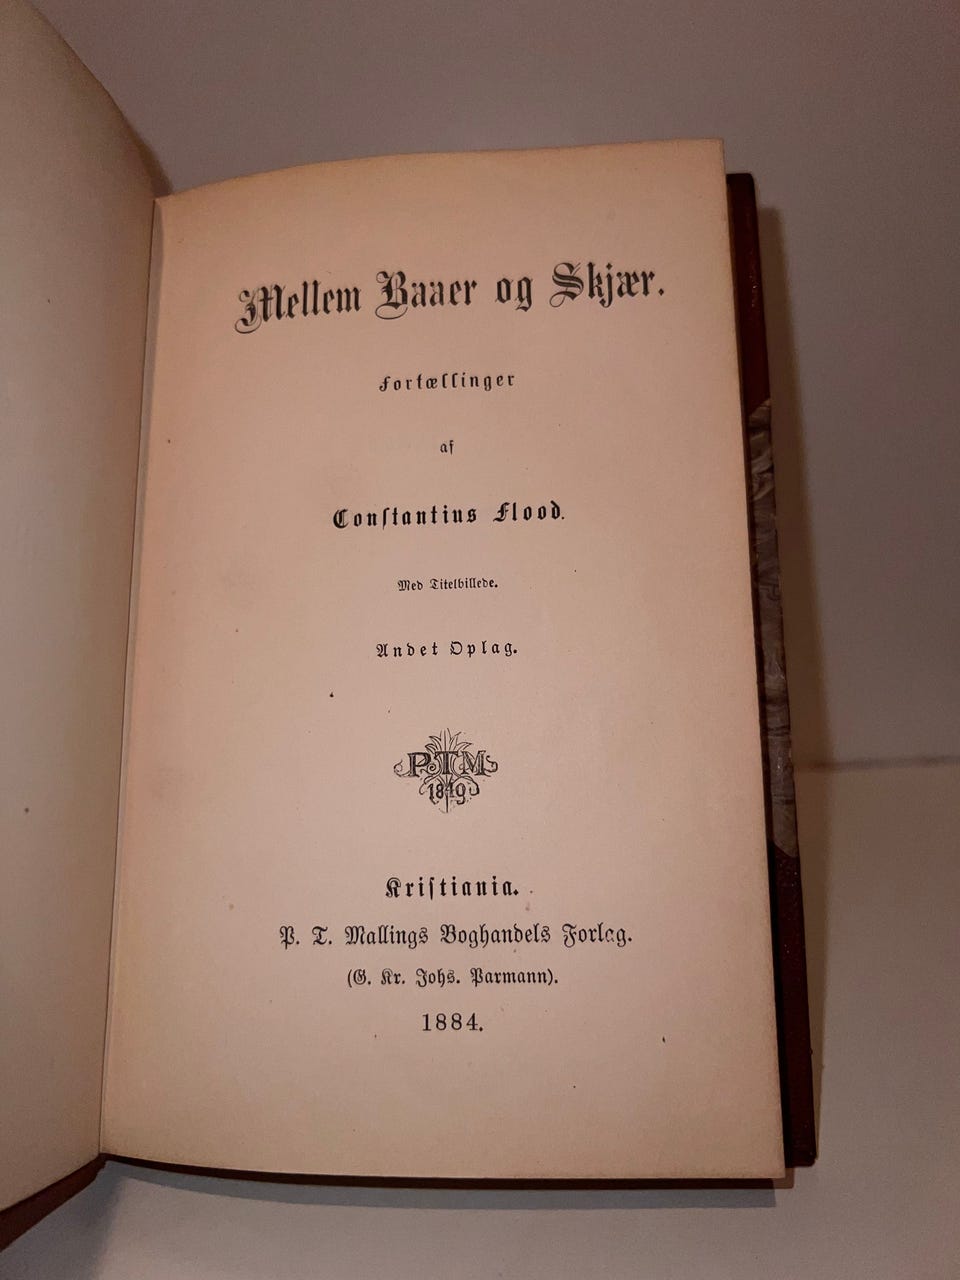 Mellem Baaer og Skjær.
Fortællinger
af
Conſtantius Flood.
Med Titelbillede.
Andet Oplag.
PTM
1849
Kriſtiania.
P. T. Mallings Boghandels Forlag.
(G. Kr. Johs. Parmann).
1884.